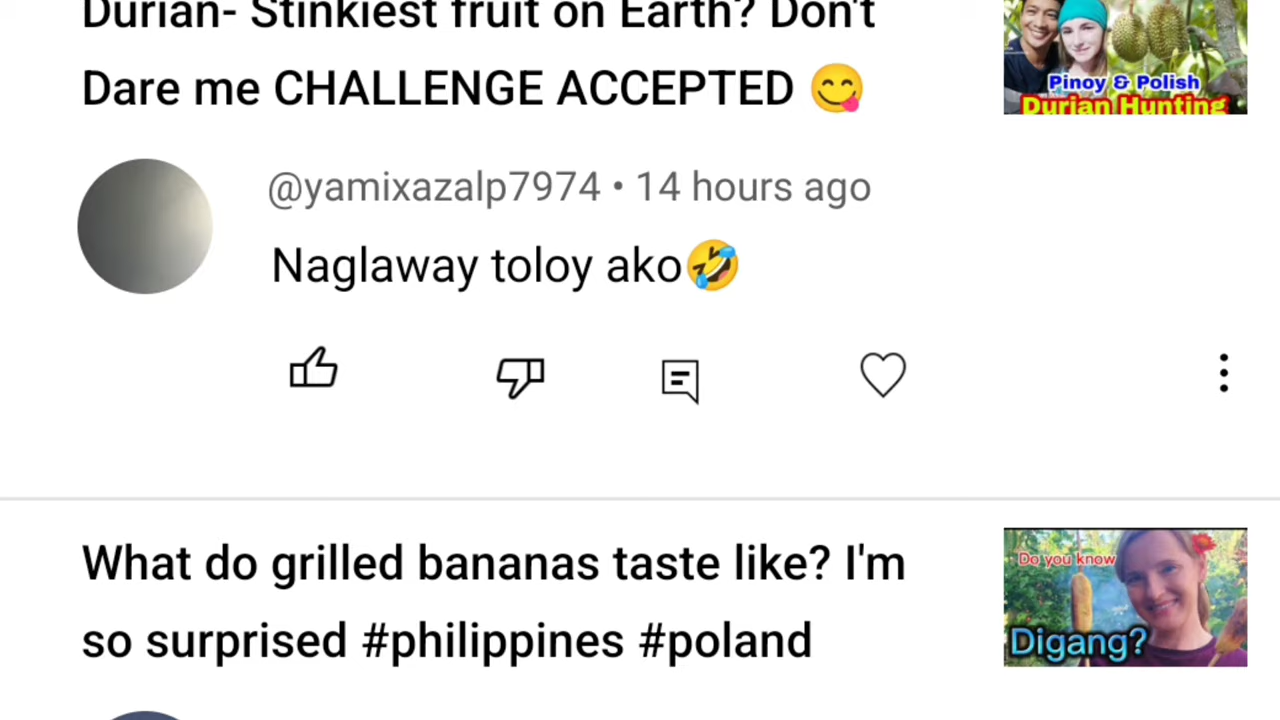 Durian- Stinkiest fruit on Earth? Don't
Dare me CHALLENGE ACCEPTED 😋
Pinoy & Polish
Durian Hunting
@yamixazalp7974 • 14 hours ago
Naglaway toloy ako🤣
What do grilled bananas taste like? I'm
so surprised #philippines #poland
Do you know
Digang?